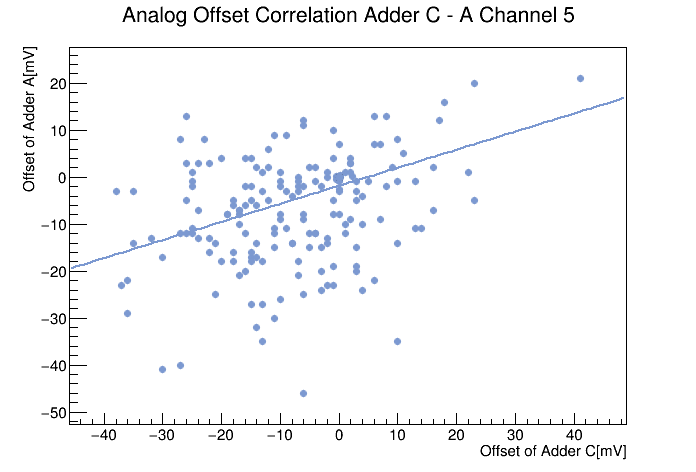 Analog Offset Correlation Adder C - A Channel 5
Offset of Adder A[mV]
20
10
0
−10
−20
−30
−40
−50
−40 −30 −20 −10 0 10 20 30 40
Offset of Adder C[mV]